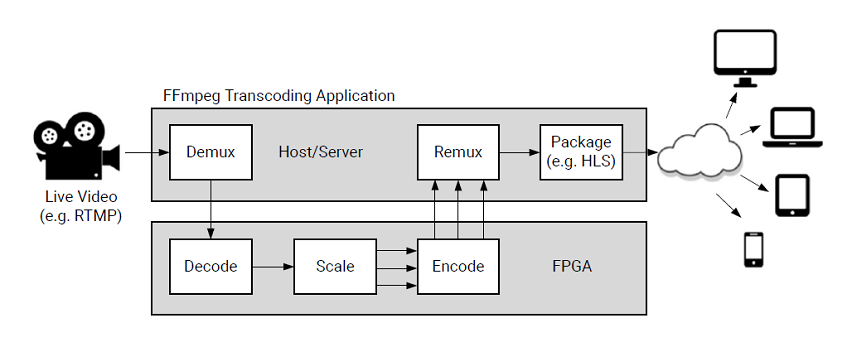 FFmpeg Transcoding Application
Demux
Host/Server
Remux
Package
(e.g. HLS)
Live Video
(e.g. RTMP)
Decode
Scale
Encode
FPGA